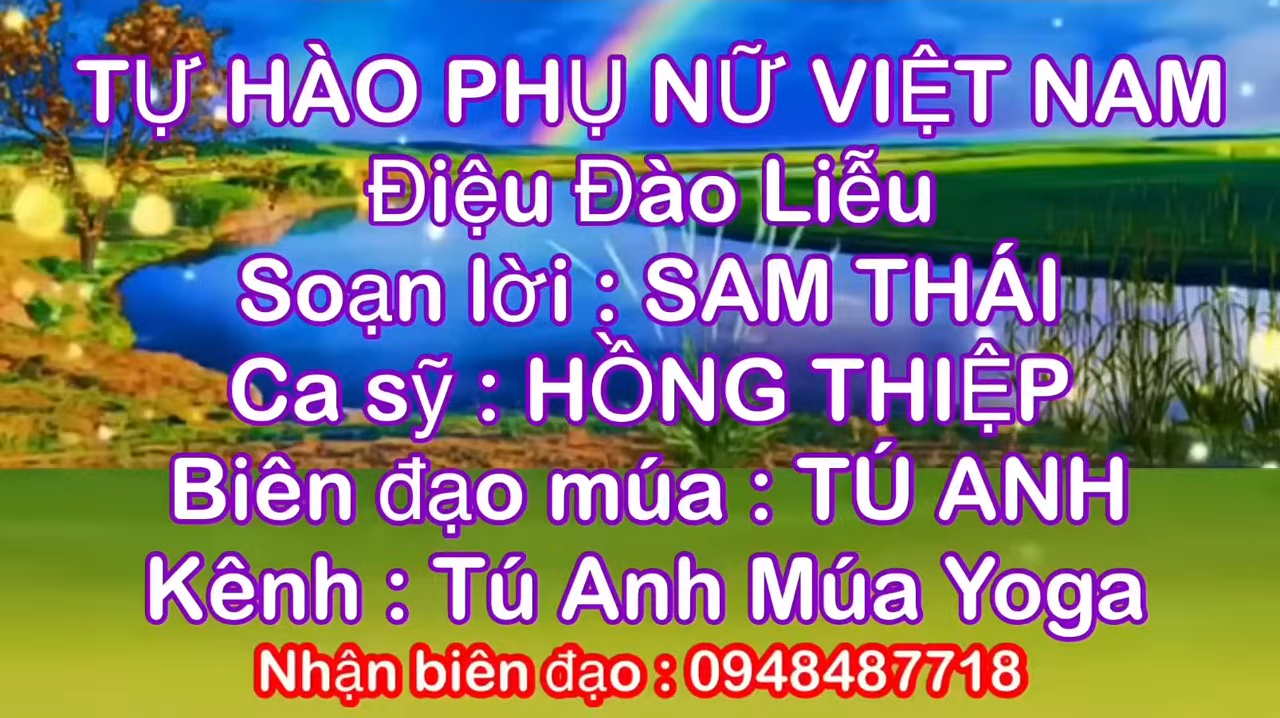 TỰ HÀO PHỤ NỮ VIỆT NAM
Điệu Đào Liễu
Soạn lời : SAM THÁI
Ca sỹ : HỒNG THIỆP
Biên đạo múa : TÚ ANH
Kênh : Tú Anh Múa Yoga
Nhận biên đạo : 0948487718